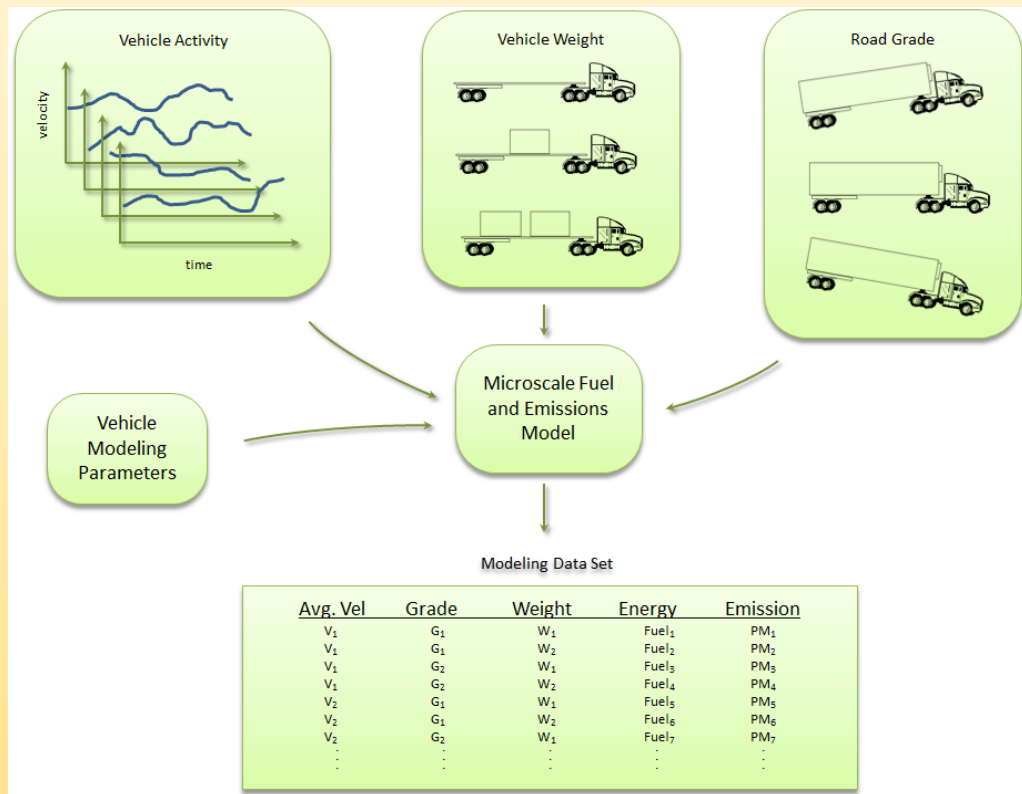 Vehicle Activity
velocity
time
Vehicle Weight
Road Grade
Vehicle
Modeling
Parameters
Microscale Fuel
and Emissions
Model
Modeling Data Set
Avg. Vel Grade Weight Energy Emission
V₁ G₁ W₁ Fuel₁ PM₁
V₁ G₁ W₂ Fuel₂ PM₂
V₁ G₂ W₁ Fuel₃ PM₃
V₁ G₂ W₂ Fuel₄ PM₄
V₂ G₁ W₁ Fuel₅ PM₅
V₂ G₁ W₂ Fuel₆ PM₆
V₂ G₂ W₁ Fuel₇ PM₇
. . . . .
. . . . .
. . . . .